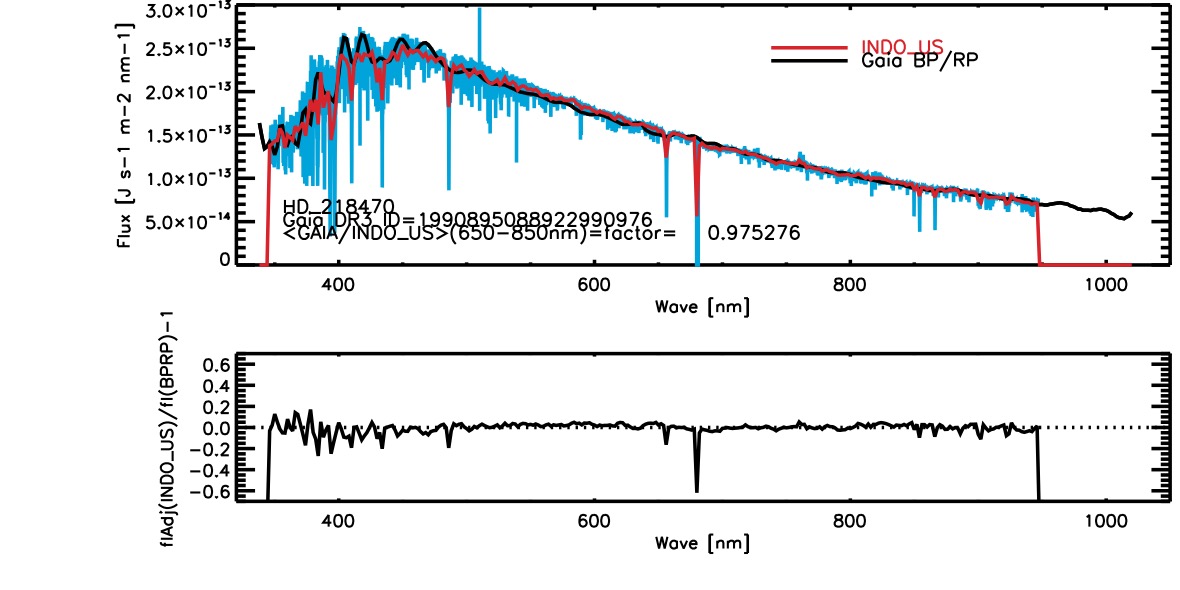 3.0×10−13
2.5×10−13
2.0×10−13
1.5×10−13
1.0×10−13
5.0×10−14
0
Flux [J s−1 m−2 nm−1]
INDO_US
Gaia BP/RP
HD_218470
Gaia DR3 ID=1990895088922990976
<GAIA/INDO_US>(650−850nm)=factor= 0.975276
400 600 800 1000
Wave [nm]
0.6
0.4
0.2
0.0
−0.2
−0.4
−0.6
flAdj(INDO_US)/fl(BPRP)−1
400 600 800 1000
Wave [nm]